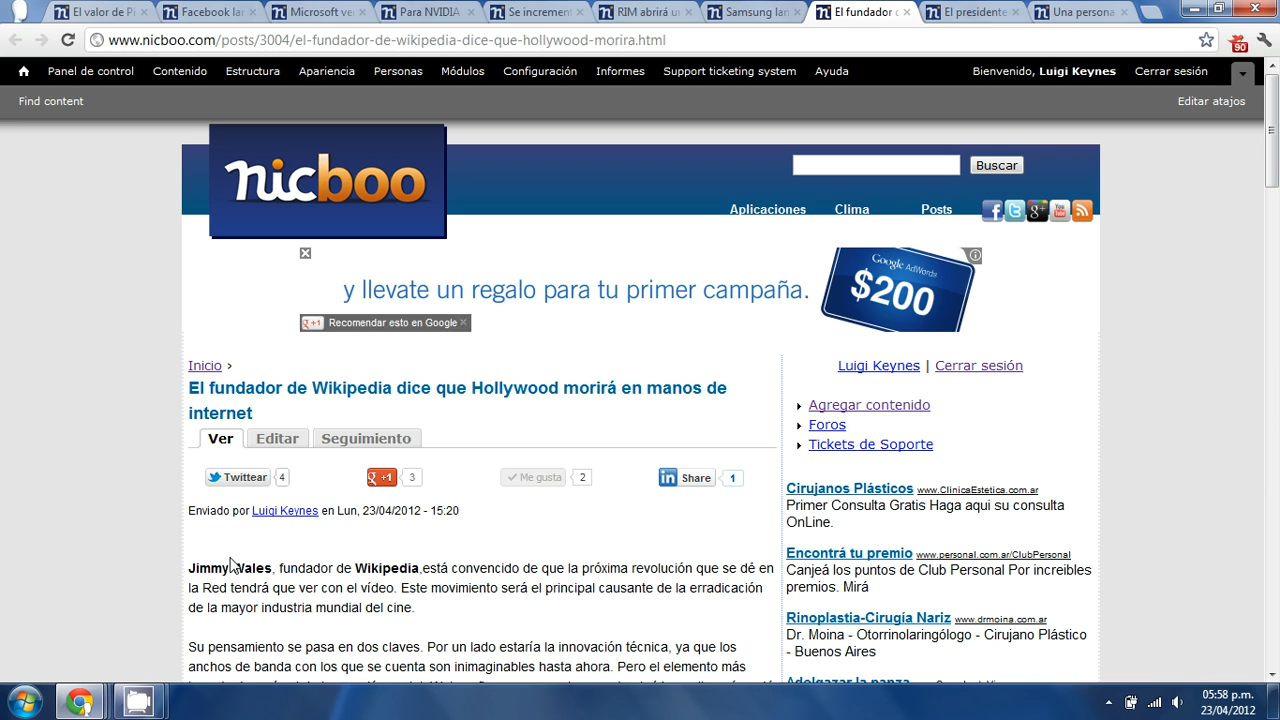 El valor de Pi
Facebook lan
Microsoft ver
Para NVIDIA
Se increment
RIM abrirá u
Samsung lan
El fundador d
El presidente
Una persona
www.nicboo.com/posts/3004/el-fundador-de-wikipedia-dice-que-hollywood-morira.html
90
Panel de control Contenido Estructura Apariencia Personas Módulos Configuración Informes Support ticketing system Ayuda Bienvenido, Luigi Keynes Cerrar sesión
Find content Editar atajos
nicboo
Buscar
Aplicaciones Clima Posts
y llevate un regalo para tu primer campaña.
Google AdWords
$200
+1 Recomendar esto en Google
Inicio ›
El fundador de Wikipedia dice que Hollywood morirá en manos de
internet
Ver Editar Seguimiento
Twittear 4 +1 3 Me gusta 2 Share 1
Enviado por Luigi Keynes en Lun, 23/04/2012 - 15:20
Jimmy Wales, fundador de Wikipedia,está convencido de que la próxima revolución que se dé en
la Red tendrá que ver con el vídeo. Este movimiento será el principal causante de la erradicación
de la mayor industria mundial del cine.
Su pensamiento se pasa en dos claves. Por un lado estaría la innovación técnica, ya que los
anchos de banda con los que se cuenta son inimaginables hasta ahora. Pero el elemento más
Luigi Keynes | Cerrar sesión
Agregar contenido
Foros
Tickets de Soporte
Cirujanos Plásticos www.ClinicaEstetica.com.ar
Primer Consulta Gratis Haga aqui su consulta
OnLine.
Encontrá tu premio www.personal.com.ar/ClubPersonal
Canjeá los puntos de Club Personal Por increibles
premios. Mirá
Rinoplastia-Cirugía Nariz www.drmoina.com.ar
Dr. Moina - Otorrinolaringólogo - Cirujano Plástico
- Buenos Aires
Adelgazar la panza
05:58 p.m.
23/04/2012